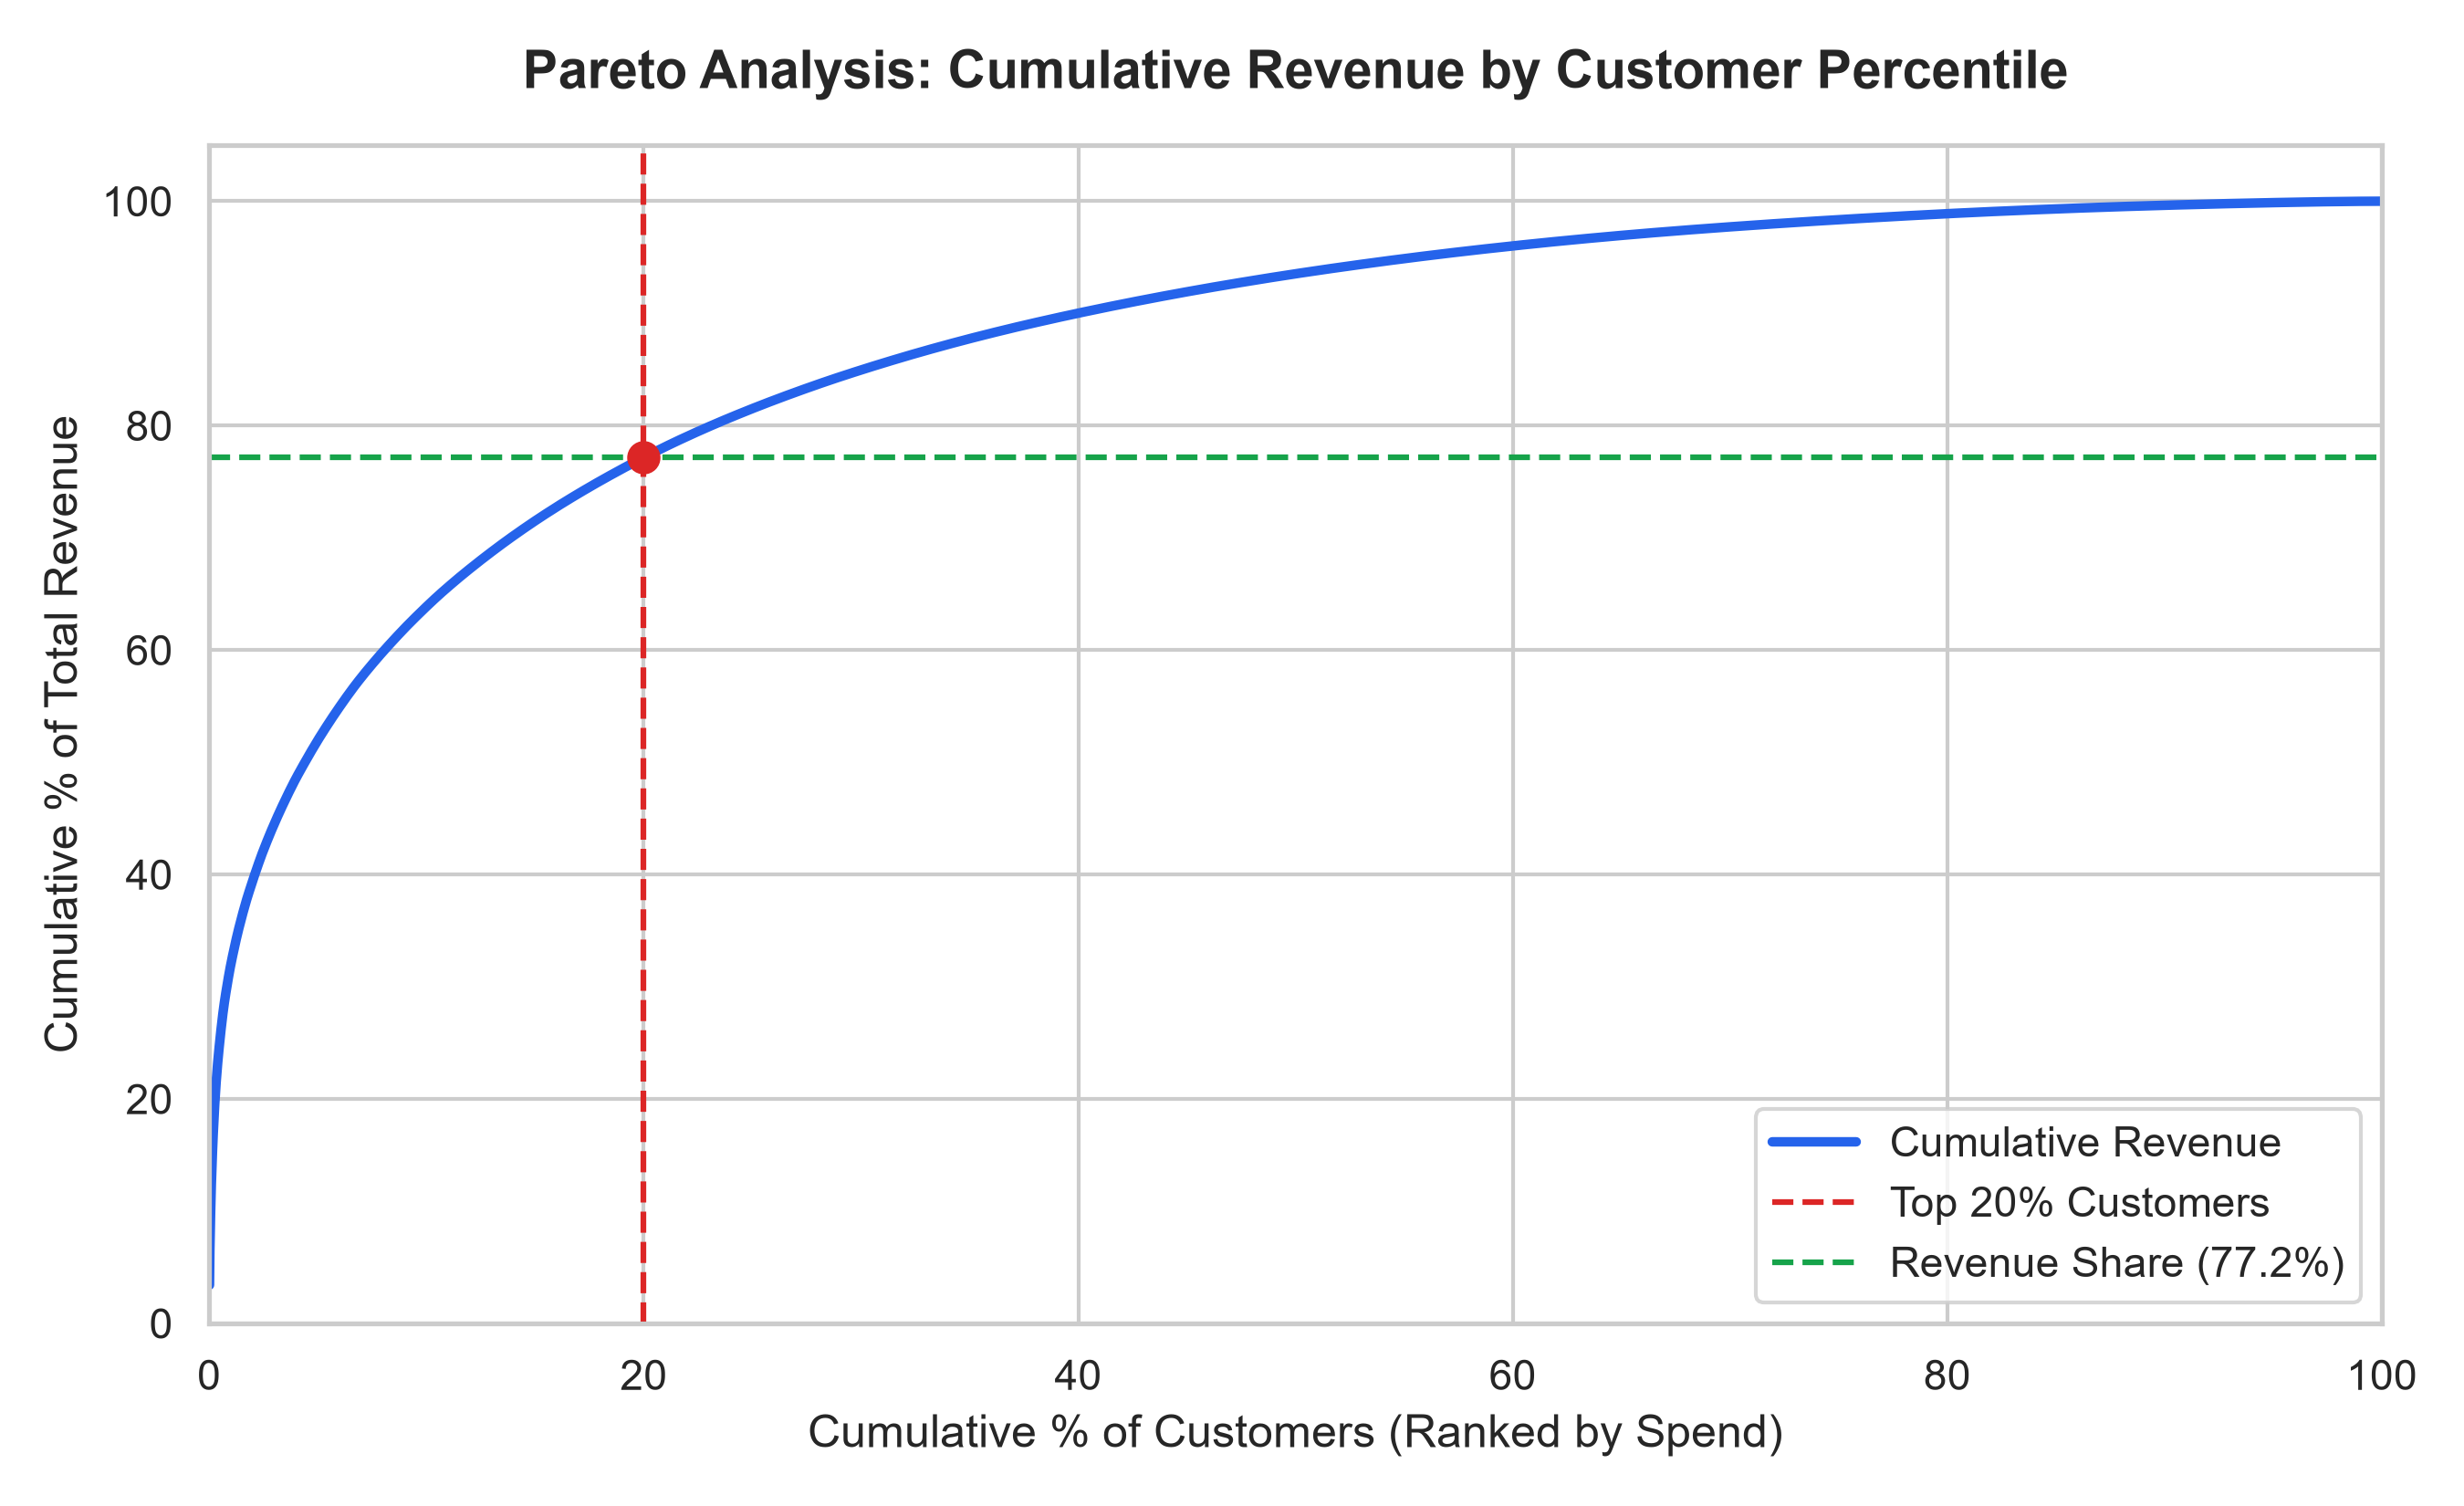 Pareto Analysis: Cumulative Revenue by Customer Percentile
Cumulative % of Total Revenue
100
80
60
40
20
0
0 20 40 60 80 100
Cumulative % of Customers (Ranked by Spend)
Cumulative Revenue
Top 20% Customers
Revenue Share (77.2%)